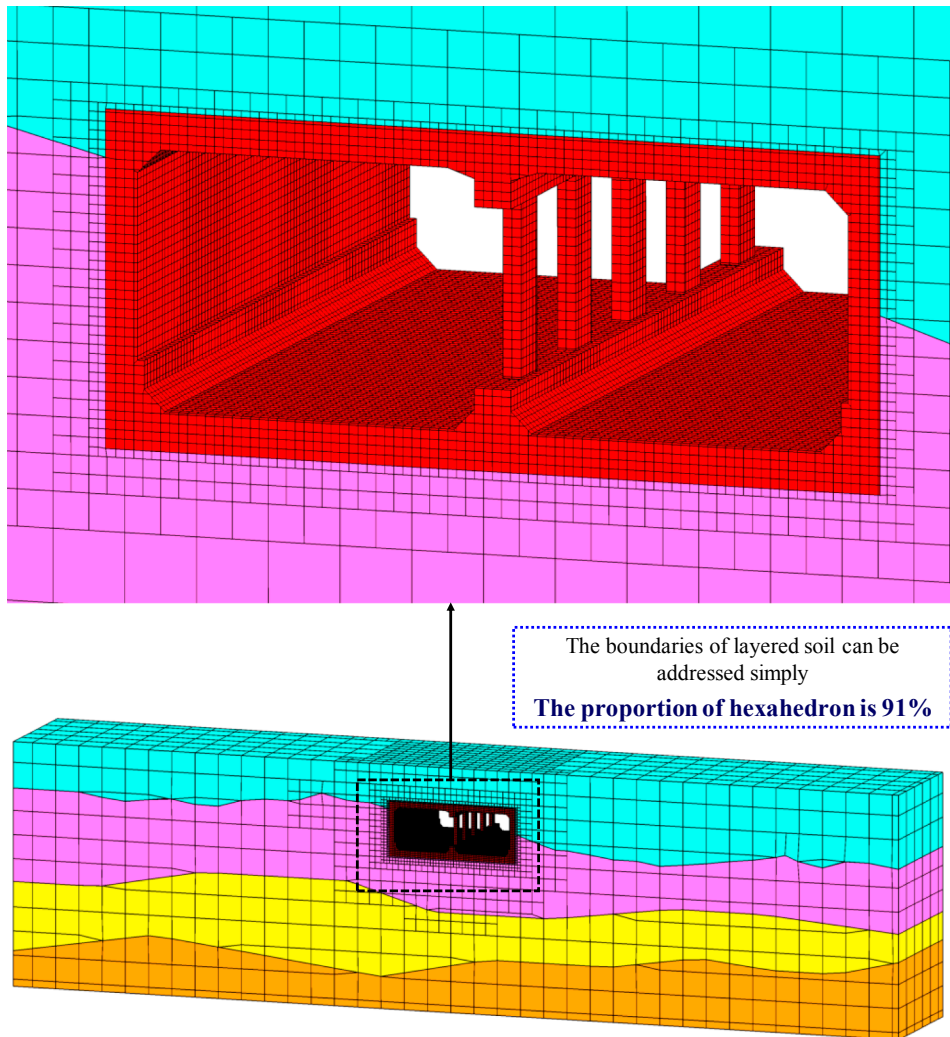 The boundaries of layered soil can be
addressed simply
The proportion of hexahedron is 91%